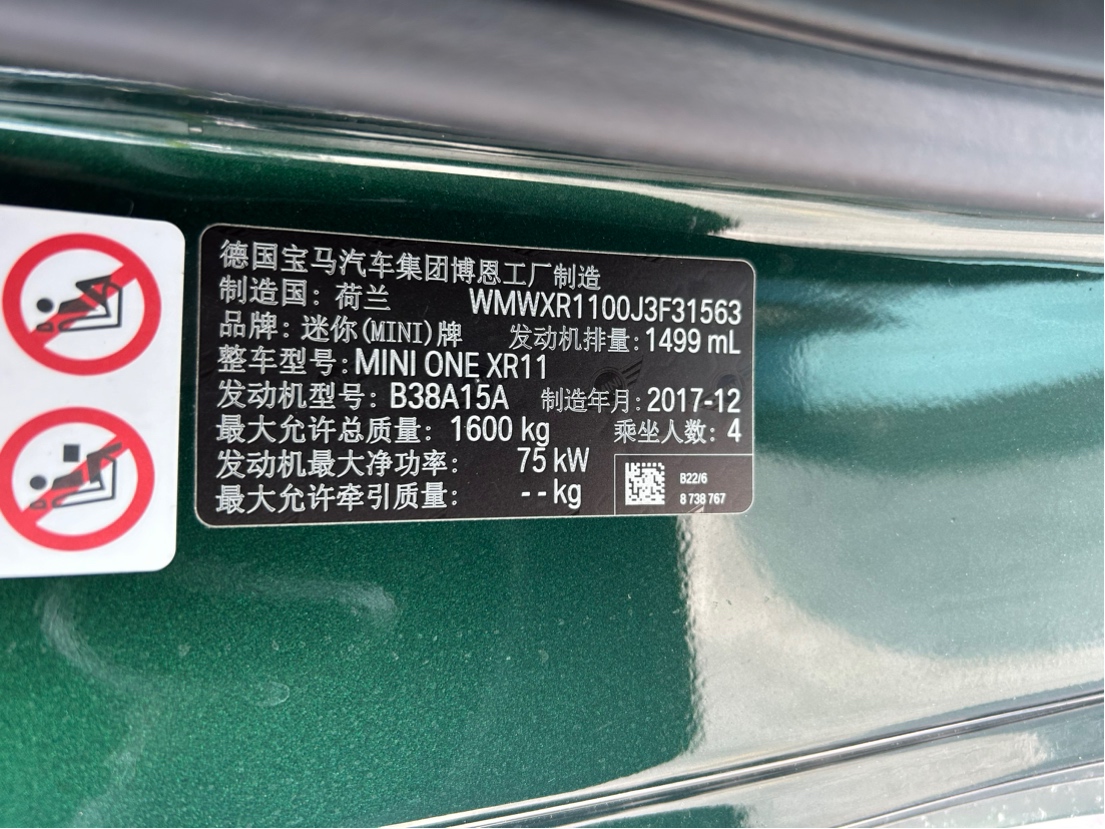 德国宝马汽车集团博恩工厂制造
制造国：荷兰 WMWXR1100J3F31563
品牌：迷你(MINI)牌 发动机排量:1499 mL
整车型号:MINI ONE XR11
发动机型号: B38A15A 制造年月:2017-12
最大允许总质量: 1600 kg 乘坐人数: 4
发动机最大净功率: 75 kW
最大允许牵引质量: --kg
B22/6
8 738 767